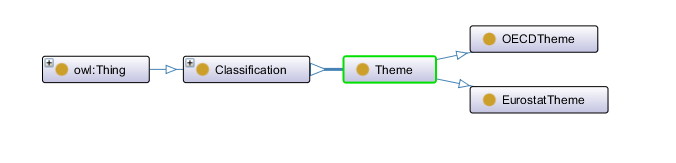 owl:Thing
Classification
Theme
OECDTheme
EurostatTheme